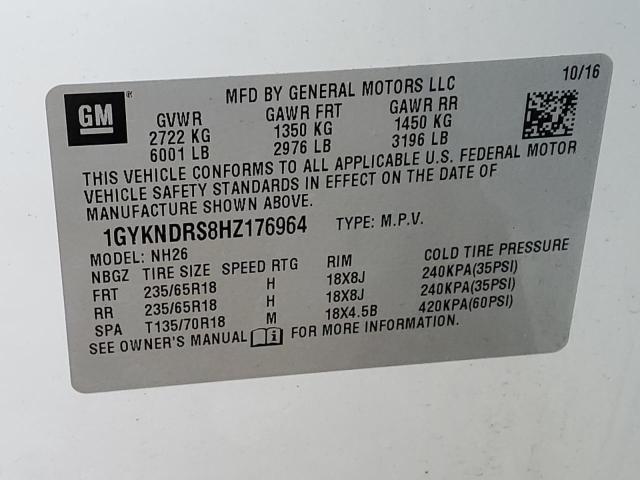 GM®
MFD BY GENERAL MOTORS LLC 10/16
GVWR GAWR FRT GAWR RR
2722 KG 1350 KG 1450 KG
6001 LB 2976 LB 3196 LB
THIS VEHICLE CONFORMS TO ALL APPLICABLE U.S. FEDERAL MOTOR
VEHICLE SAFETY STANDARDS IN EFFECT ON THE DATE OF
MANUFACTURE SHOWN ABOVE.
1GYKNDRS8HZ176964 TYPE: M.P.V.
MODEL: NH26
NBGZ TIRE SIZE SPEED RTG RIM COLD TIRE PRESSURE
FRT 235/65R18 H 18X8J 240KPA(35PSI)
RR 235/65R18 H 18X8J 240KPA(35PSI)
SPA T135/70R18 M 18X4.5B 420KPA(60PSI)
SEE OWNER'S MANUAL FOR MORE INFORMATION.